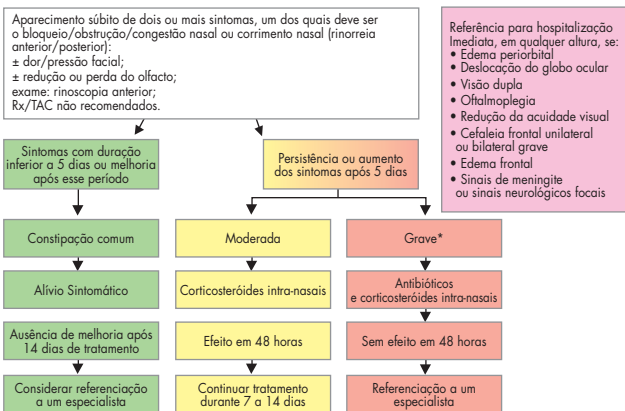 Aparecimento súbito de dois ou mais sintomas, um dos quais deve ser
o bloqueio/obstrução/congestão nasal ou corrimento nasal (rinorreia
anterior/posterior):
± dor/pressão facial;
± redução ou perda do olfacto;
exame: rinoscopia anterior;
Rx/TAC não recomendados.
Referência para hospitalização
Imediata, em qualquer altura, se:
• Edema periorbital
• Deslocação do globo ocular
• Visão dupla
• Oftalmoplegia
• Redução da acuidade visual
• Cefaleia frontal unilateral
ou bilateral grave
• Edema frontal
• Sinais de meningite
ou sinais neurológicos focais
Sintomas com duração
inferior a 5 dias ou melhoria
após esse período
Persistência ou aumento
dos sintomas após 5 dias
Constipação comum
Moderada
Grave*
Alívio Sintomático
Corticosteróides intra-nasais
Antibióticos
e corticosteróides intra-nasais
Ausência de melhoria após
14 dias de tratamento
Efeito em 48 horas
Sem efeito em 48 horas
Considerar referenciação
a um especialista
Continuar tratamento
durante 7 a 14 dias
Referenciação a um
especialista